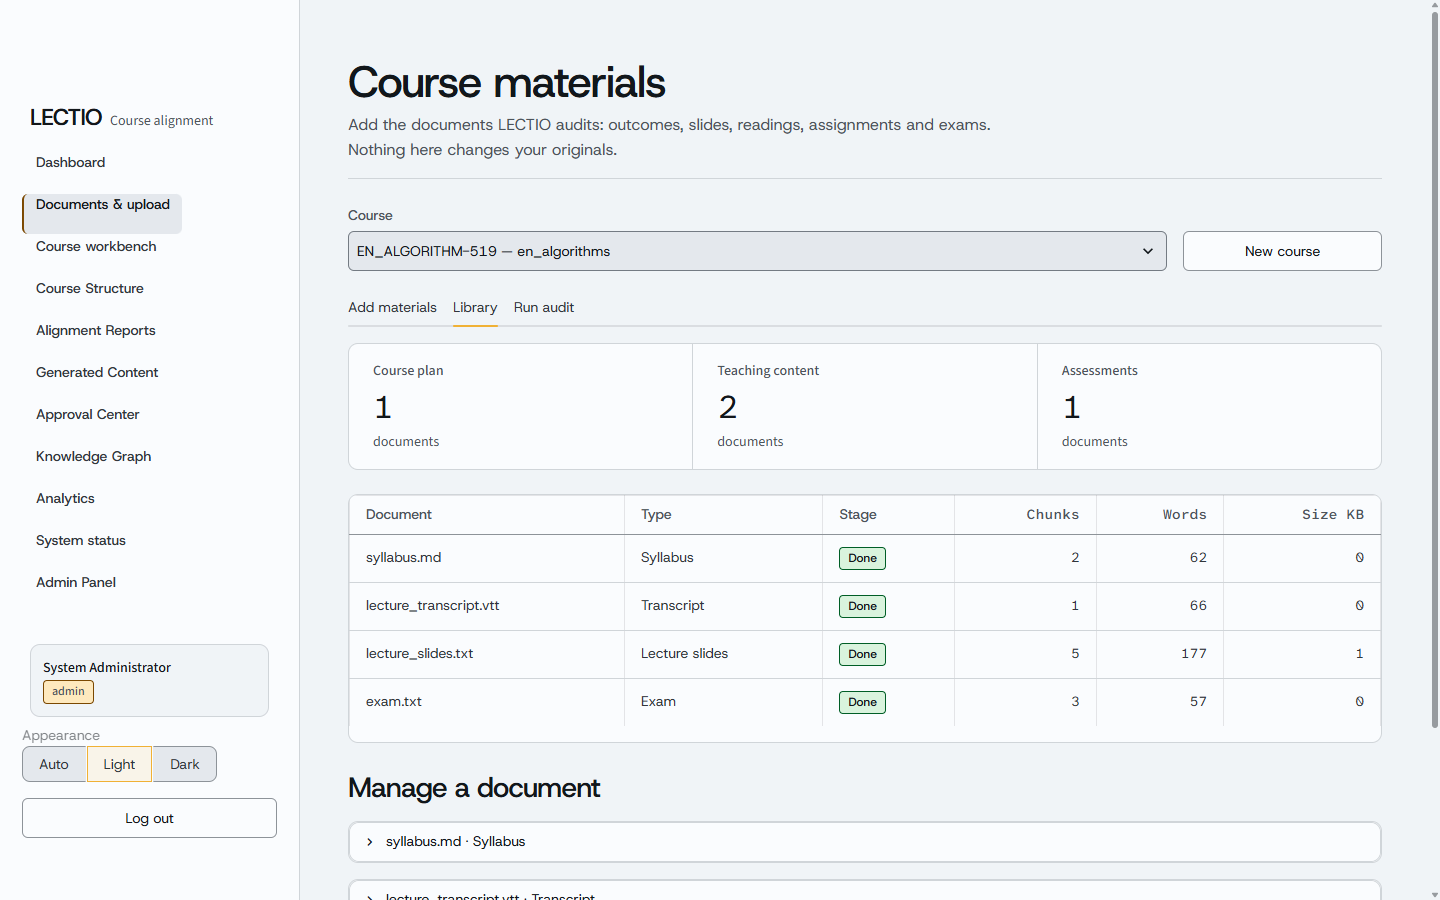 LECTIO Course alignment
Dashboard
Documents & upload
Course workbench
Course Structure
Alignment Reports
Generated Content
Approval Center
Knowledge Graph
Analytics
System status
Admin Panel
System Administrator
admin
Appearance
Auto Light Dark
Log out
Course materials
Add the documents LECTIO audits: outcomes, slides, readings, assignments and exams.
Nothing here changes your originals.
Course
EN_ALGORITHM-519 — en_algorithms
New course
Add materials Library Run audit
Course plan Teaching content Assessments
1 2 1
documents documents documents
Document Type Stage Chunks Words Size KB
syllabus.md Syllabus Done 2 62 0
lecture_transcript.vtt Transcript Done 1 66 0
lecture_slides.txt Lecture slides Done 5 177 1
exam.txt Exam Done 3 57 0
Manage a document
syllabus.md · Syllabus
lecture_transcript.vtt · Transcript